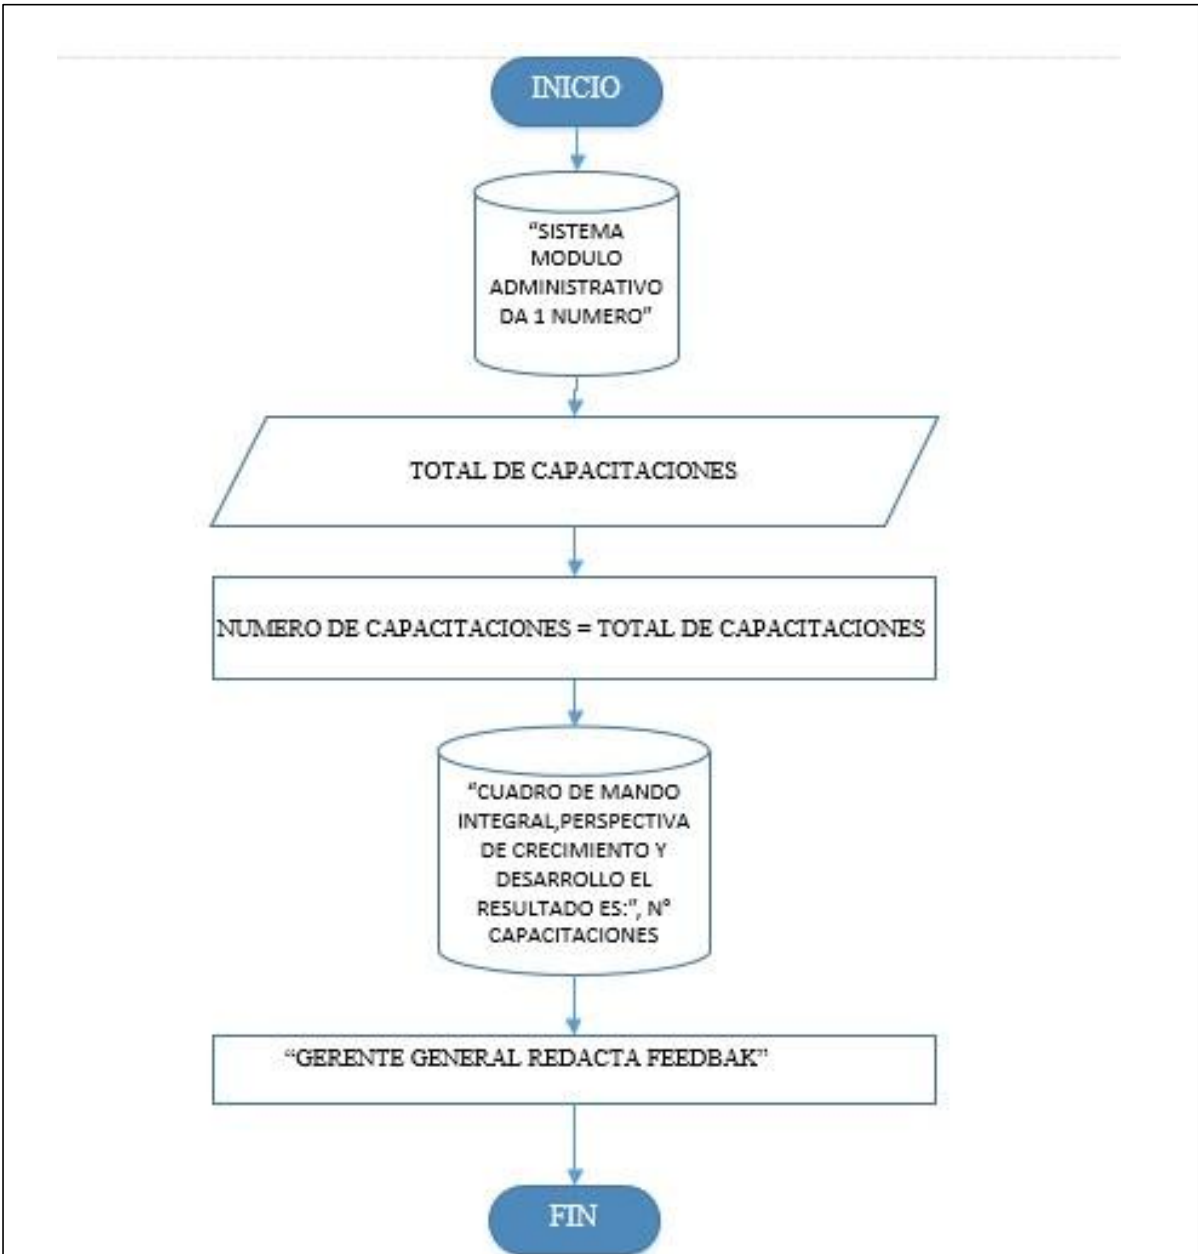 INICIO
“SISTEMA
MODULO
ADMINISTRATIVO
DA 1 NUMERO”
TOTAL DE CAPACITACIONES
NUMERO DE CAPACITACIONES = TOTAL DE CAPACITACIONES
“CUADRO DE MANDO
INTEGRAL,PERSPECTIVA
DE CRECIMIENTO Y
DESARROLLO EL
RESULTADO ES:”, N°
CAPACITACIONES
“GERENTE GENERAL REDACTA FEEDBAK”
FIN